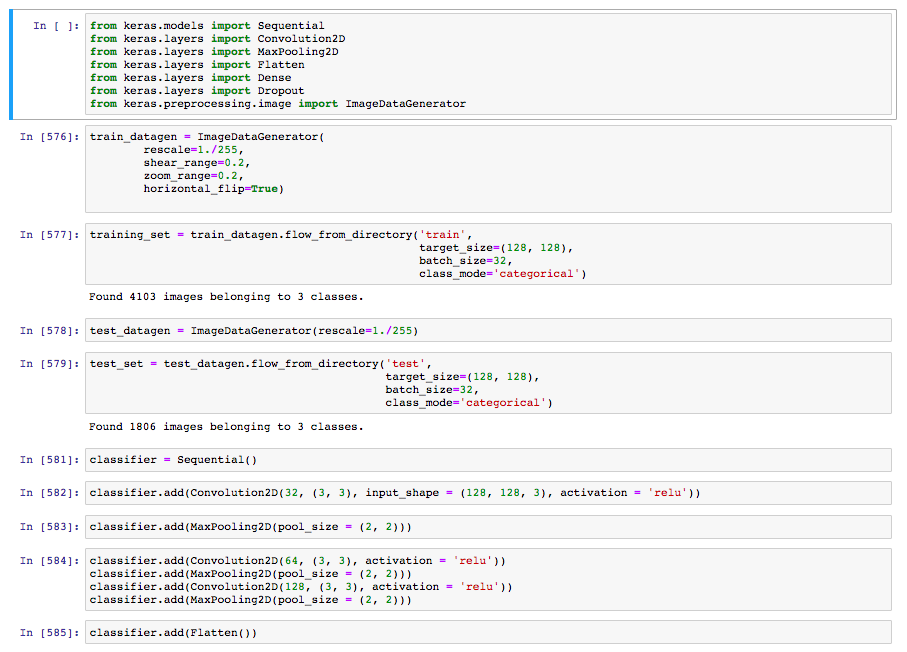 In [ ]: from keras.models import Sequential
from keras.layers import Convolution2D
from keras.layers import MaxPooling2D
from keras.layers import Flatten
from keras.layers import Dense
from keras.layers import Dropout
from keras.preprocessing.image import ImageDataGenerator
In [576]: train_datagen = ImageDataGenerator(
        rescale=1./255,
        shear_range=0.2,
        zoom_range=0.2,
        horizontal_flip=True)
In [577]: training_set = train_datagen.flow_from_directory('train',
                                                 target_size=(128, 128),
                                                 batch_size=32,
                                                 class_mode='categorical')
Found 4103 images belonging to 3 classes.
In [578]: test_datagen = ImageDataGenerator(rescale=1./255)
In [579]: test_set = test_datagen.flow_from_directory('test',
                                            target_size=(128, 128),
                                            batch_size=32,
                                            class_mode='categorical')
Found 1806 images belonging to 3 classes.
In [581]: classifier = Sequential()
In [582]: classifier.add(Convolution2D(32, (3, 3), input_shape = (128, 128, 3), activation = 'relu'))
In [583]: classifier.add(MaxPooling2D(pool_size = (2, 2)))
In [584]: classifier.add(Convolution2D(64, (3, 3), activation = 'relu'))
classifier.add(MaxPooling2D(pool_size = (2, 2)))
classifier.add(Convolution2D(128, (3, 3), activation = 'relu'))
classifier.add(MaxPooling2D(pool_size = (2, 2)))
In [585]: classifier.add(Flatten())